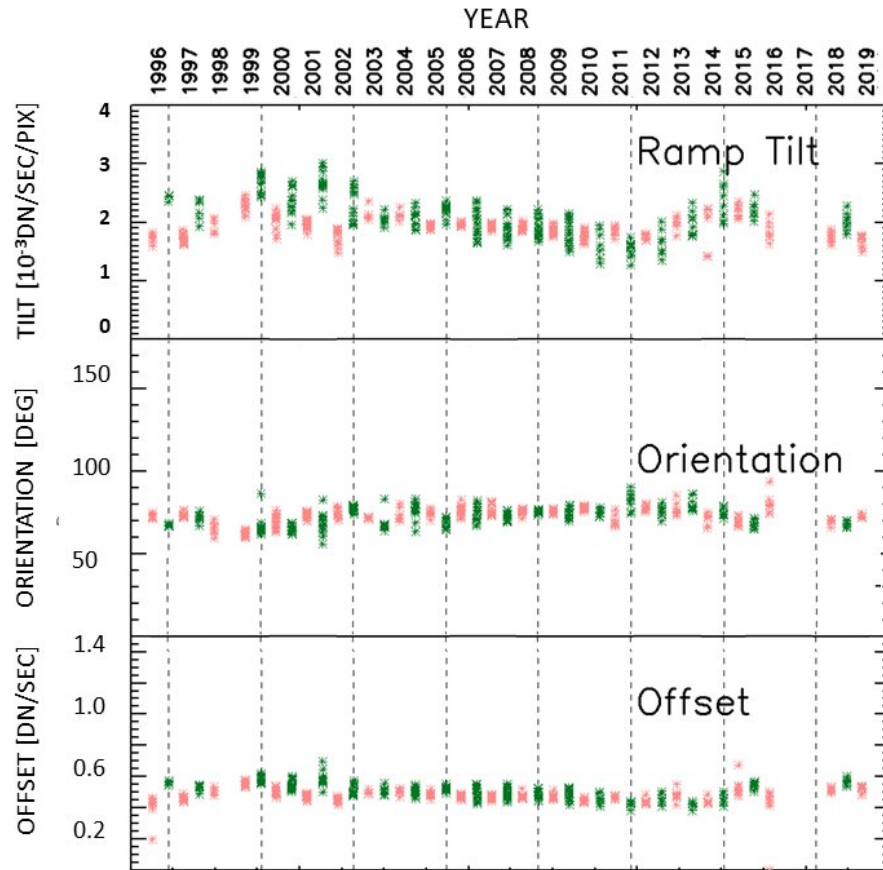 YEAR
1996 1997 1998 1999 2000 2001 2002 2003 2004 2005 2006 2007 2008 2009 2010 2011 2012 2013 2014 2015 2016 2017 2018 2019
TILT [10⁻³DN/SEC/PIX]
4
3
2
1
0
Ramp Tilt
ORIENTATION [DEG]
150
100
50
Orientation
OFFSET [DN/SEC]
1.4
1.0
0.6
0.2
Offset